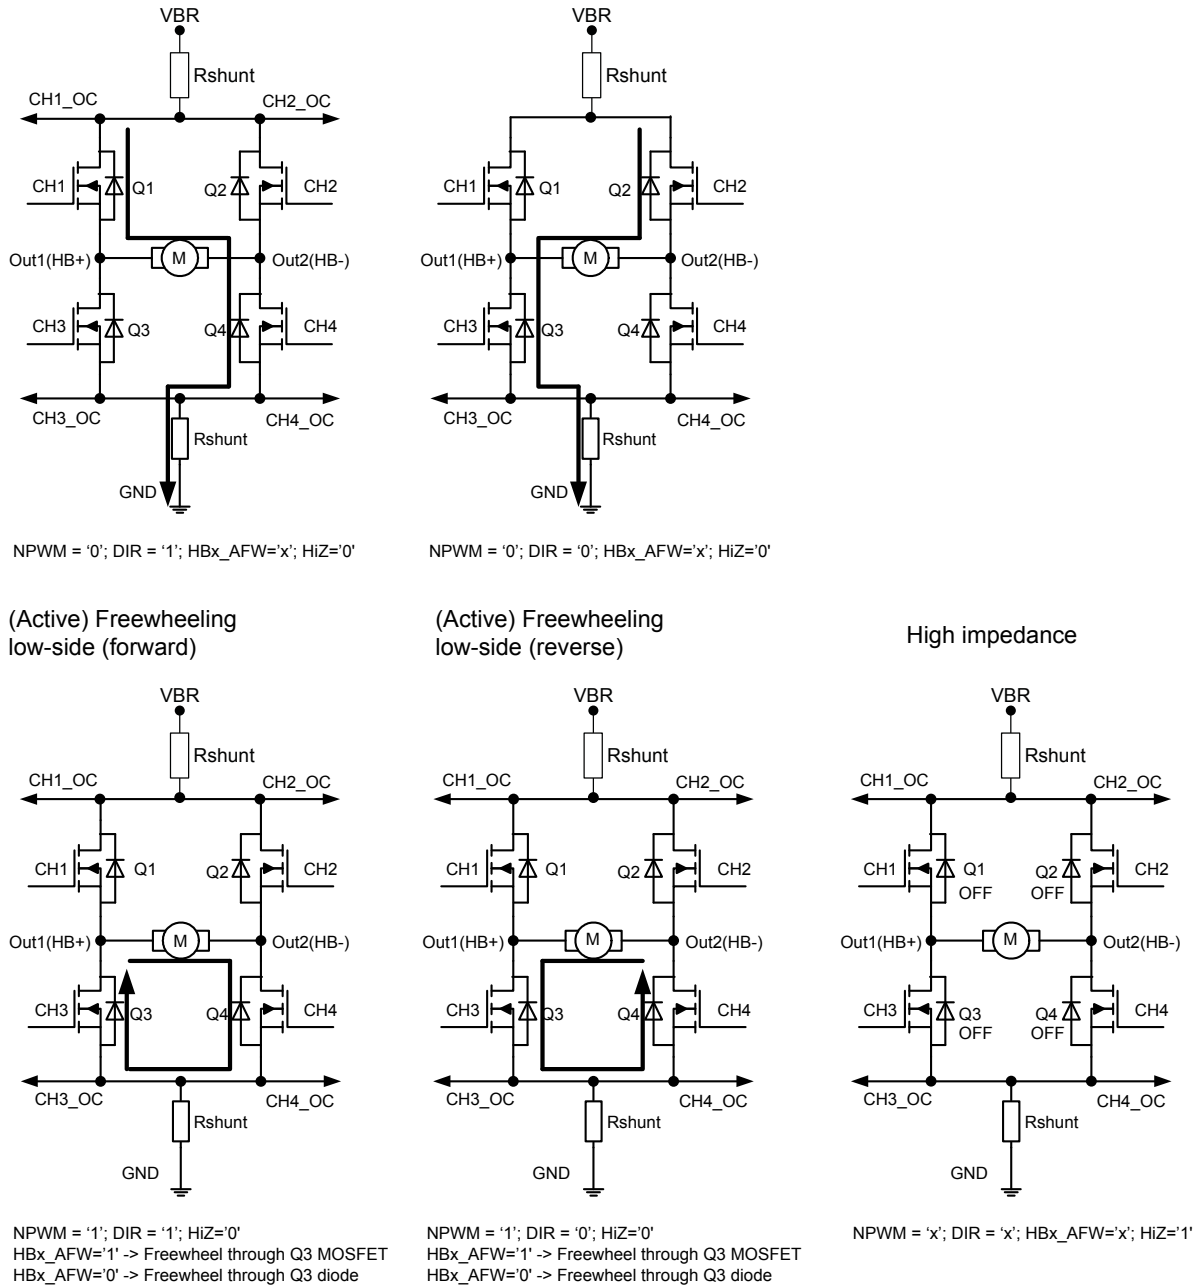 VBR
Rshunt
CH1_OC
CH2_OC
CH1
Q1
Q2
CH2
Out1(HB+)
M
Out2(HB-)
CH3
Q3
Q4
CH4
CH3_OC
CH4_OC
Rshunt
GND
NPWM = ‘0’; DIR = ‘1’; HBx_AFW=’x’; HiZ=’0'
VBR
Rshunt
CH1
Q1
Q2
CH2
Out1(HB+)
M
Out2(HB-)
CH3
Q3
Q4
CH4
CH3_OC
CH4_OC
Rshunt
GND
NPWM = ‘0’; DIR = ‘0’; HBx_AFW=’x’; HiZ=’0'
(Active) Freewheeling
low-side (forward)
VBR
Rshunt
CH1_OC
CH2_OC
CH1
Q1
Q2
CH2
Out1(HB+)
M
Out2(HB-)
CH3
Q3
Q4
CH4
CH3_OC
CH4_OC
Rshunt
GND
NPWM = ‘1’; DIR = ‘1’; HiZ=’0'
HBx_AFW=’1' -> Freewheel through Q3 MOSFET
HBx_AFW=’0' -> Freewheel through Q3 diode
(Active) Freewheeling
low-side (reverse)
VBR
Rshunt
CH1_OC
CH2_OC
CH1
Q1
Q2
CH2
Out1(HB+)
M
Out2(HB-)
CH3
Q3
Q4
CH4
CH3_OC
CH4_OC
Rshunt
GND
NPWM = ‘1’; DIR = ‘0’; HiZ=’0'
HBx_AFW=’1' -> Freewheel through Q3 MOSFET
HBx_AFW=’0' -> Freewheel through Q3 diode
High impedance
VBR
Rshunt
CH1_OC
CH2_OC
CH1
Q1
OFF
Q2
OFF
CH2
Out1(HB+)
M
Out2(HB-)
CH3
Q3
OFF
Q4
OFF
CH4
CH3_OC
CH4_OC
Rshunt
GND
NPWM = ‘x’; DIR = ‘x’; HBx_AFW=’x’; HiZ=’1'